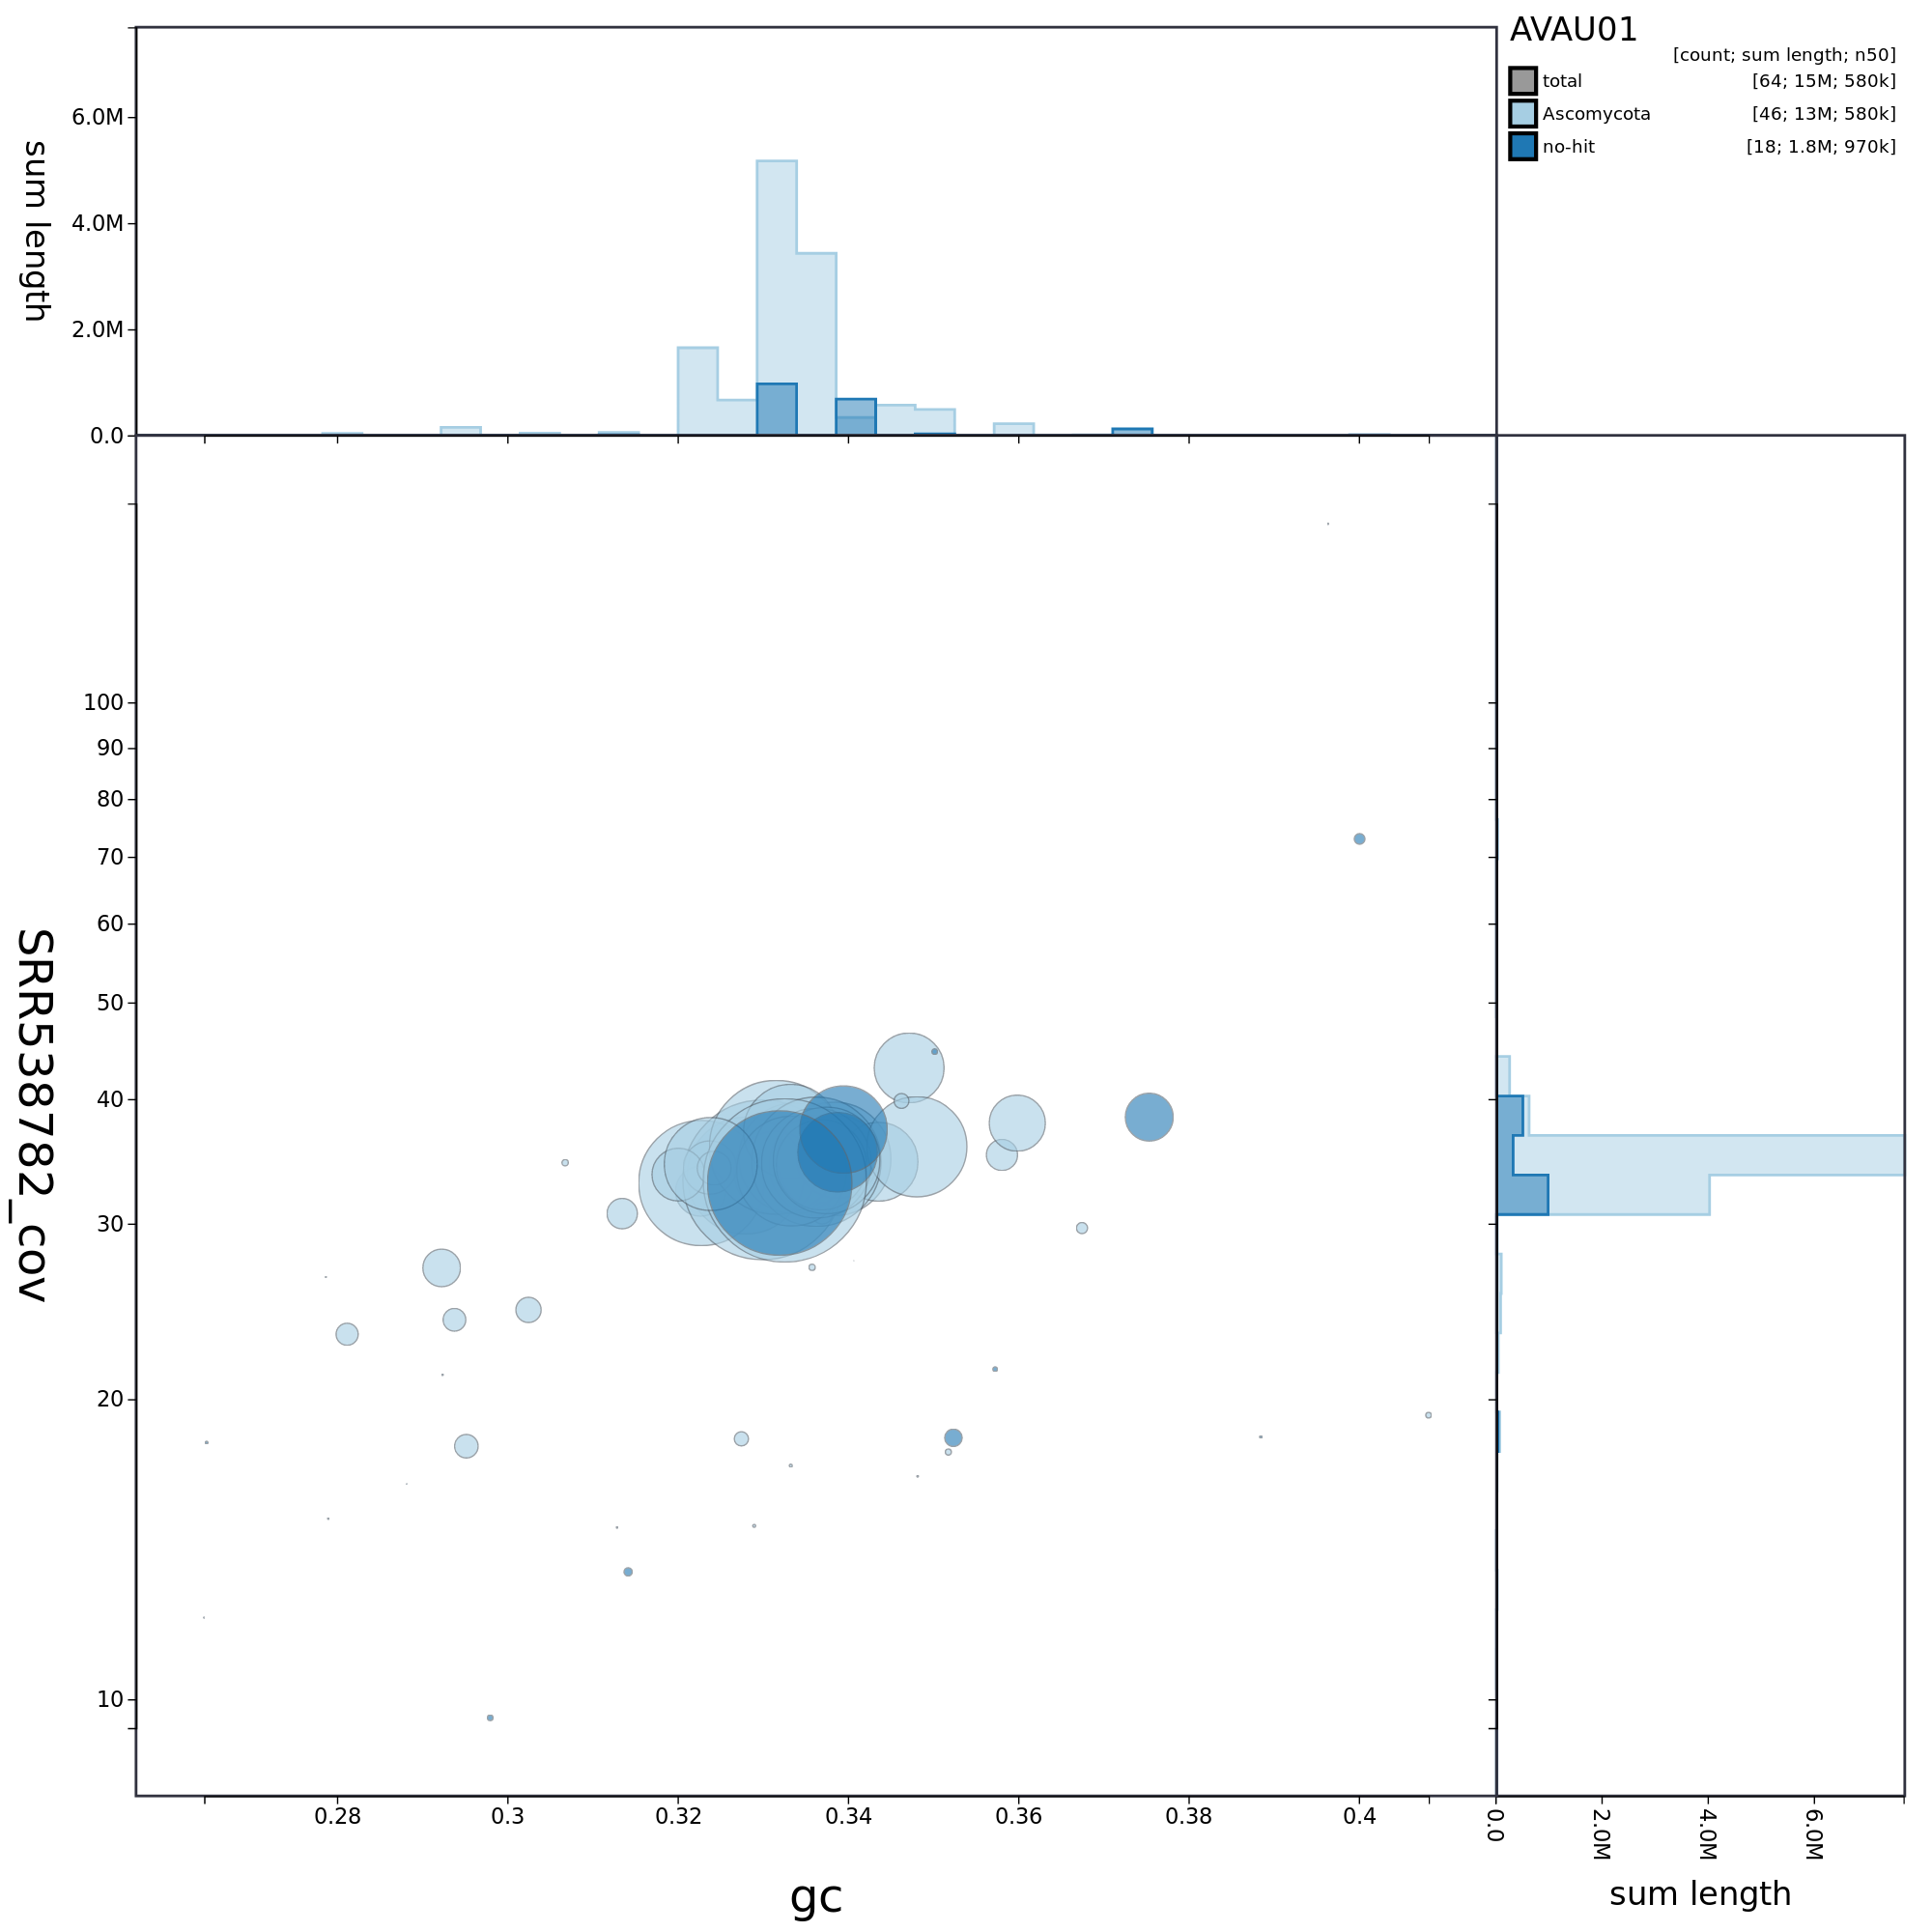 AVAU01
[count; sum length; n50]
total [64; 15M; 580k]
Ascomycota [46; 13M; 580k]
no-hit [18; 1.8M; 970k]
sum length
6.0M
4.0M
2.0M
0.0
SRR538782_cov
100
90
80
70
60
50
40
30
20
10
0.28 0.3 0.32 0.34 0.36 0.38 0.4
gc
0.0 2.0M 4.0M 6.0M
sum length